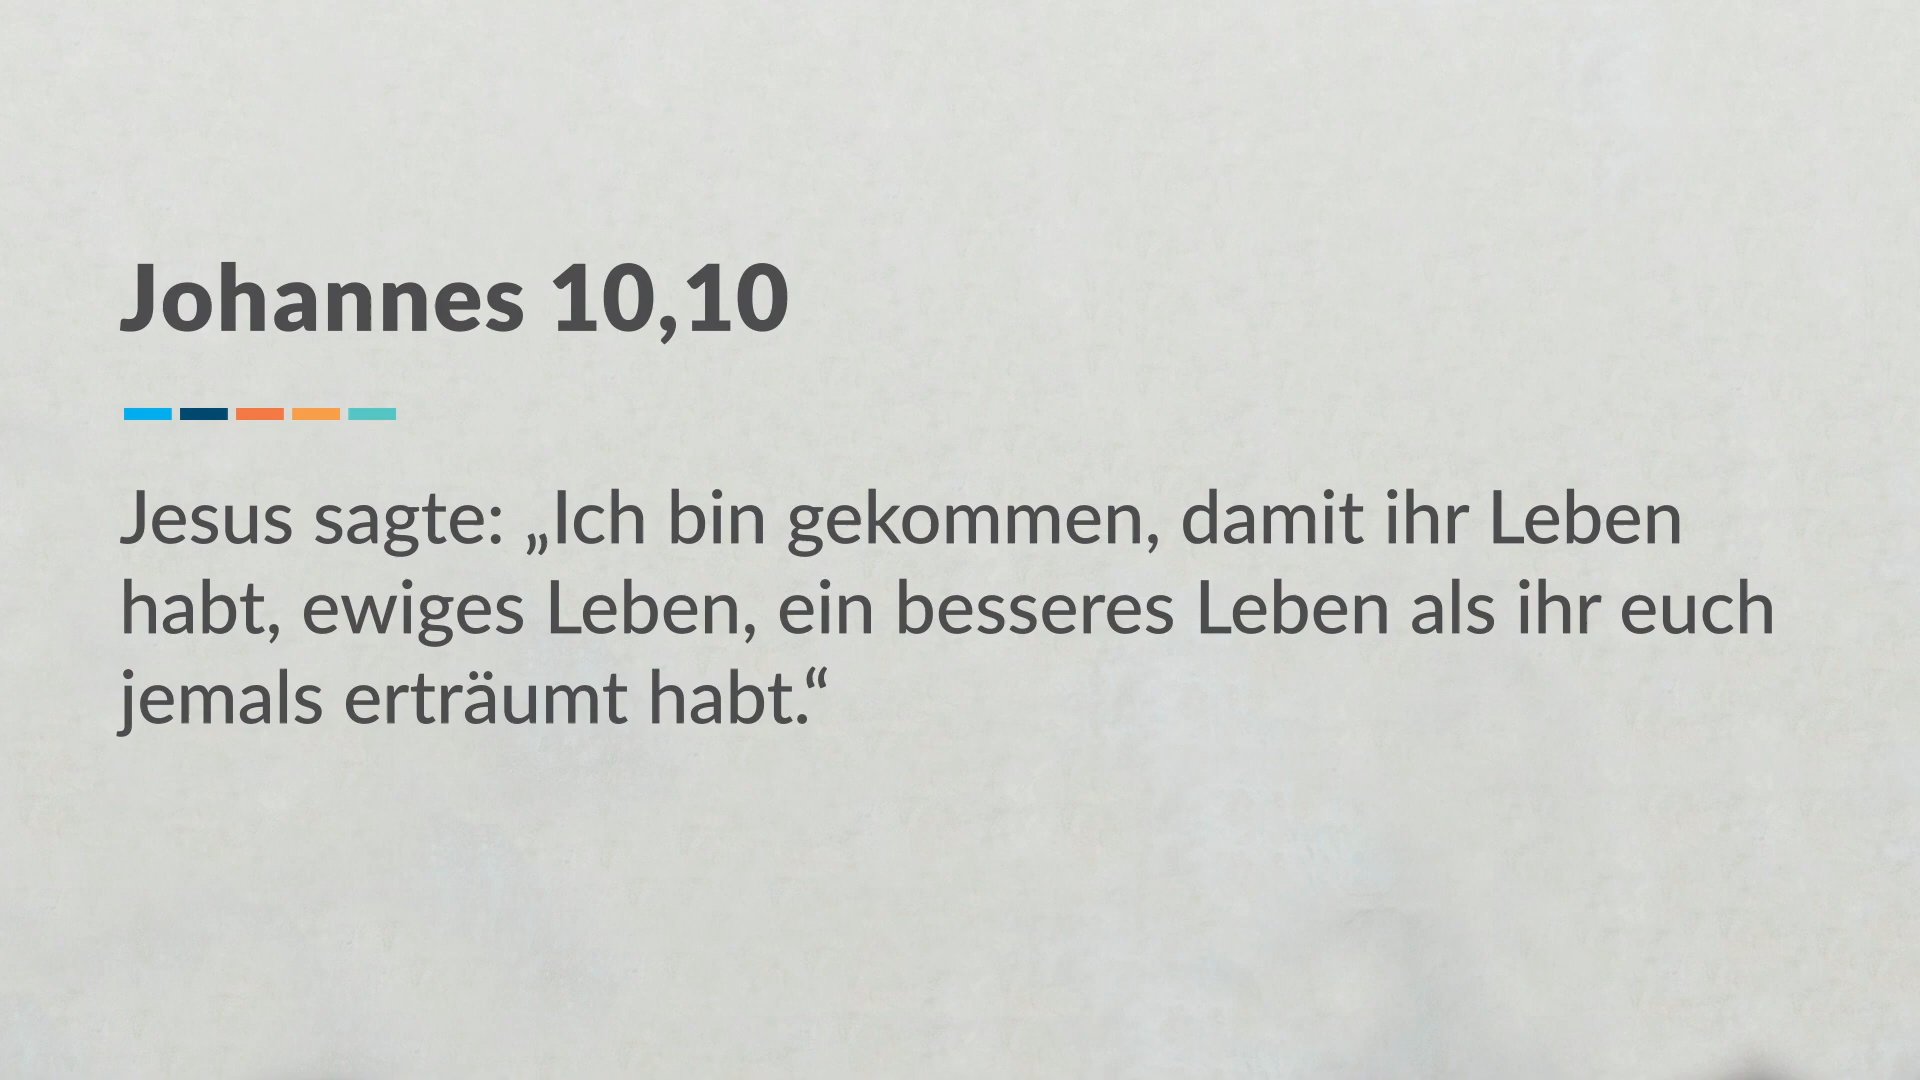 Johannes 10,10
Jesus sagte: „Ich bin gekommen, damit ihr Leben
habt, ewiges Leben, ein besseres Leben als ihr euch
jemals erträumt habt.“